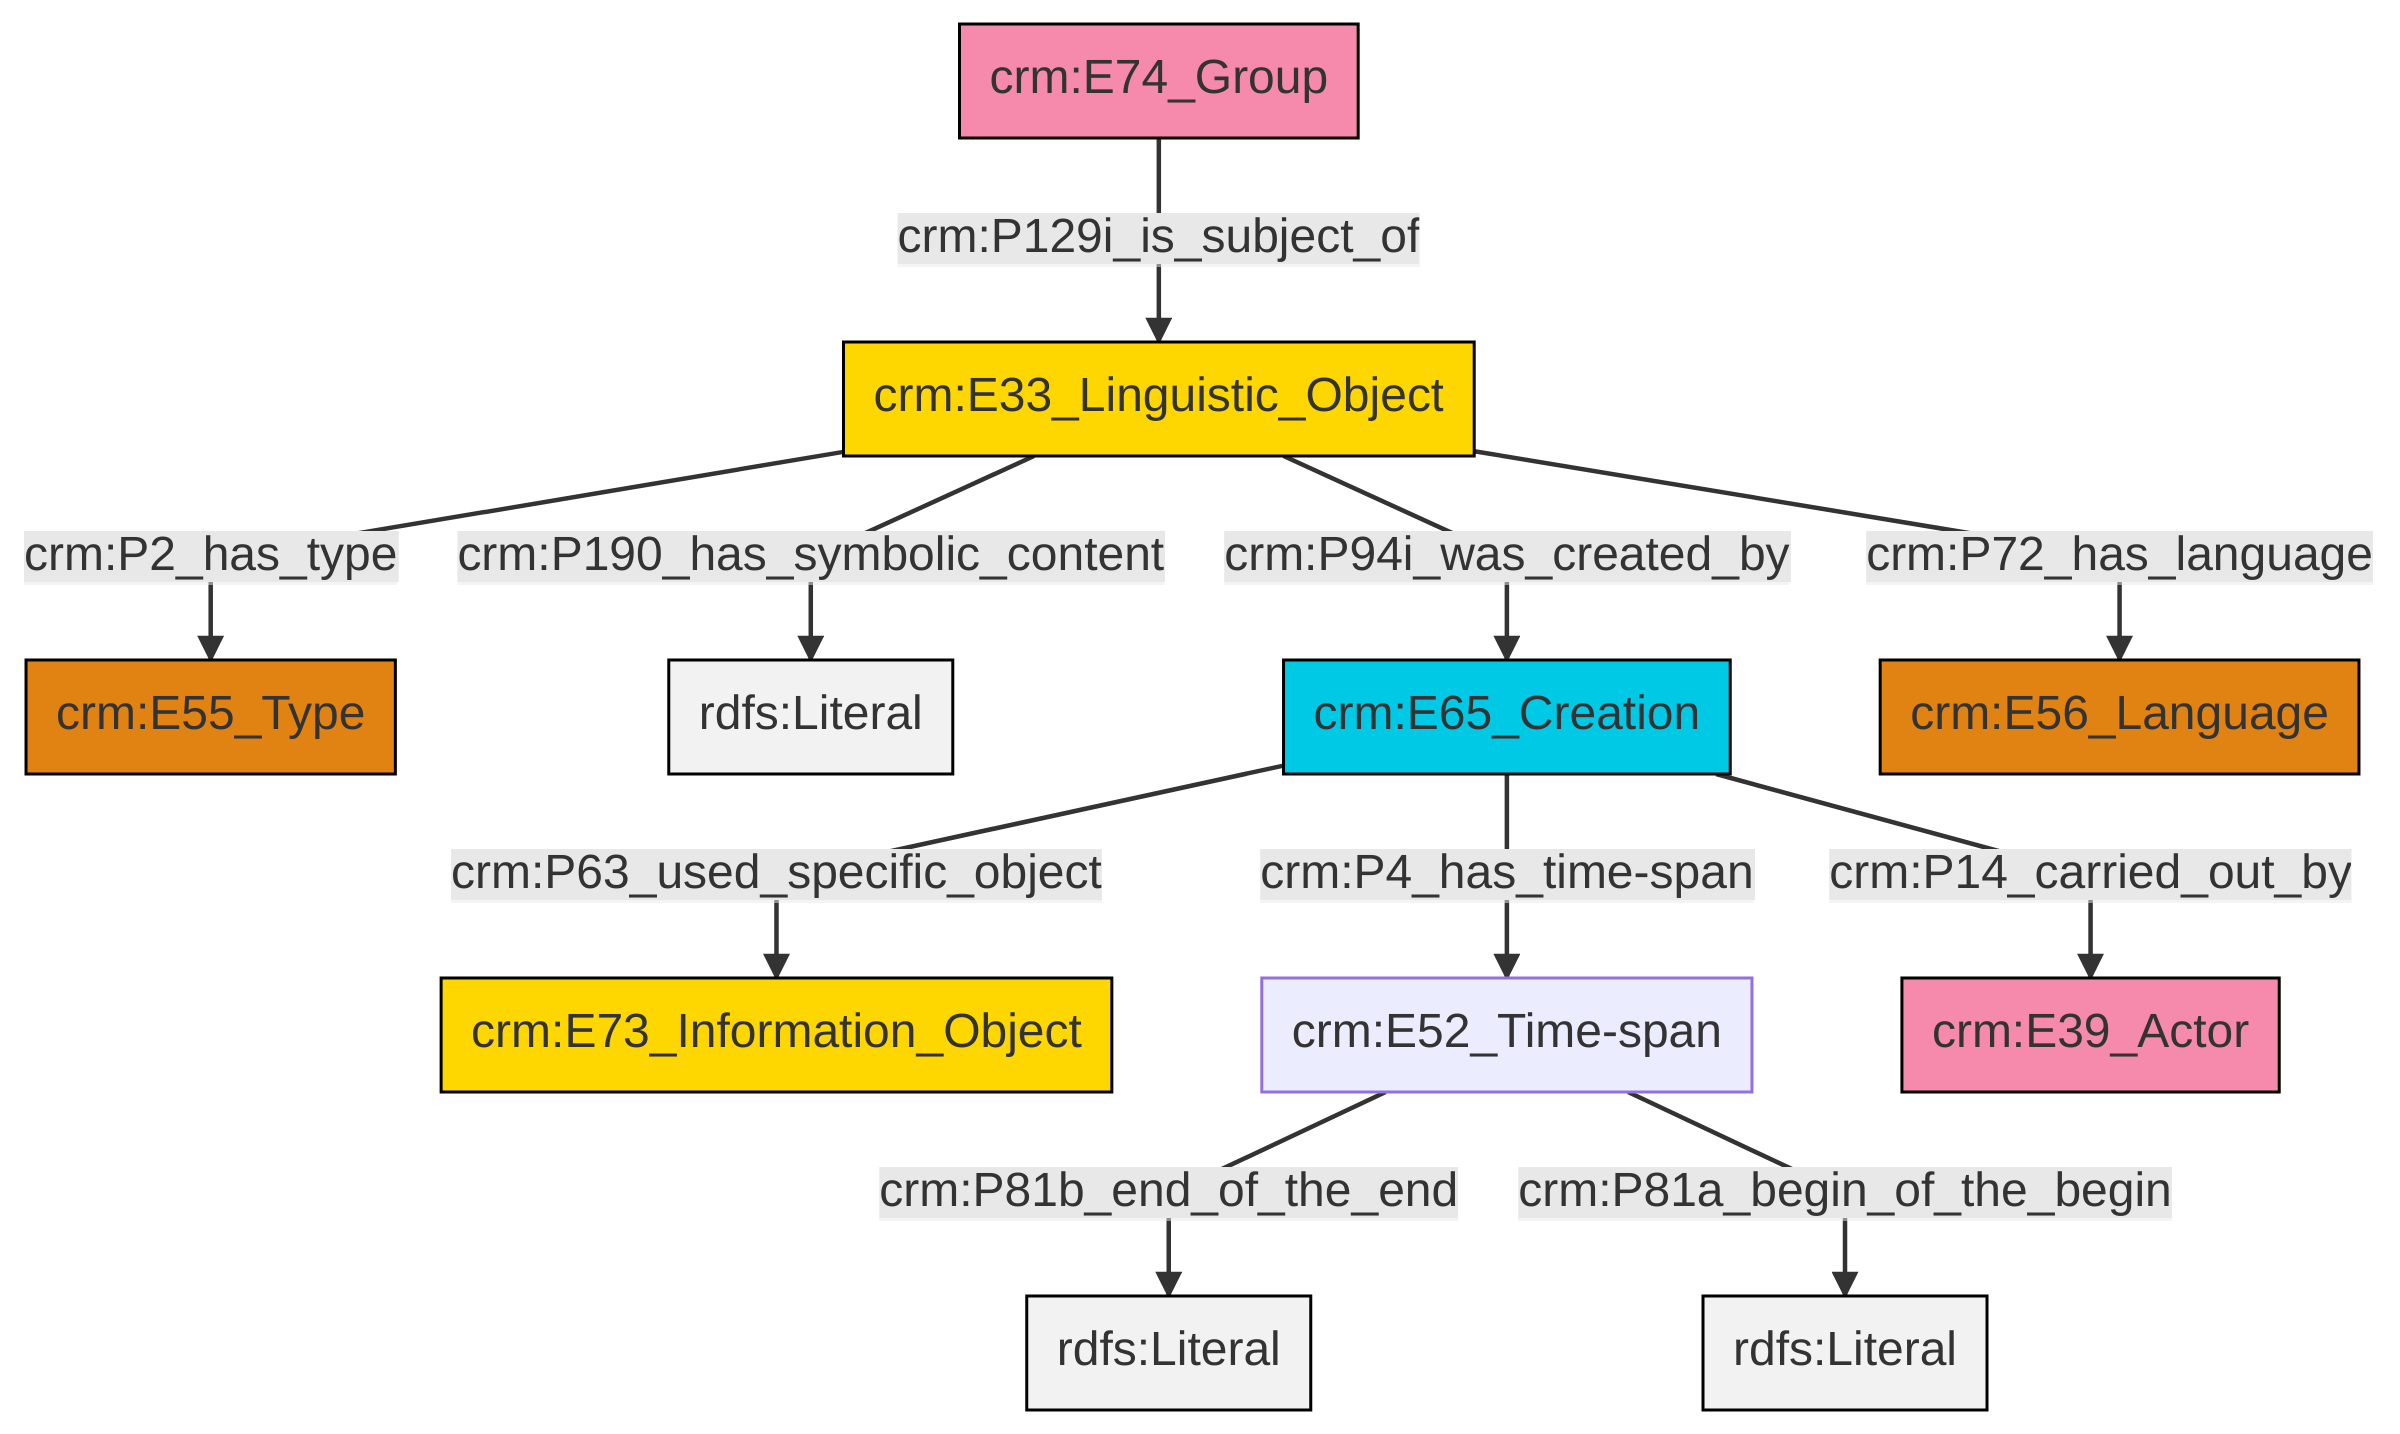 crm:E74_Group
crm:P129i_is_subject_of
crm:E33_Linguistic_Object
crm:P2_has_type
crm:P190_has_symbolic_content
crm:P94i_was_created_by
crm:P72_has_language
crm:E55_Type
rdfs:Literal
crm:E65_Creation
crm:E56_Language
crm:P63_used_specific_object
crm:P4_has_time-span
crm:P14_carried_out_by
crm:E73_Information_Object
crm:E52_Time-span
crm:E39_Actor
crm:P81b_end_of_the_end
crm:P81a_begin_of_the_begin
rdfs:Literal
rdfs:Literal